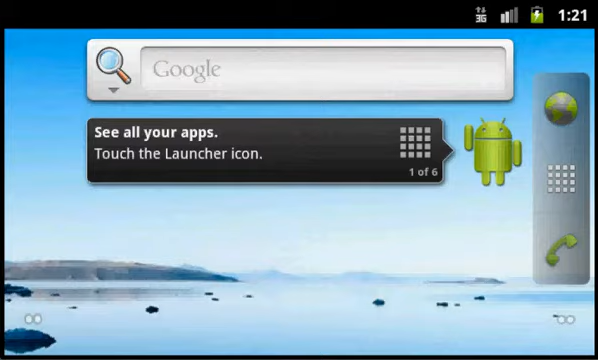 3G 1:21
Google
See all your apps.
Touch the Launcher icon.
1 of 6